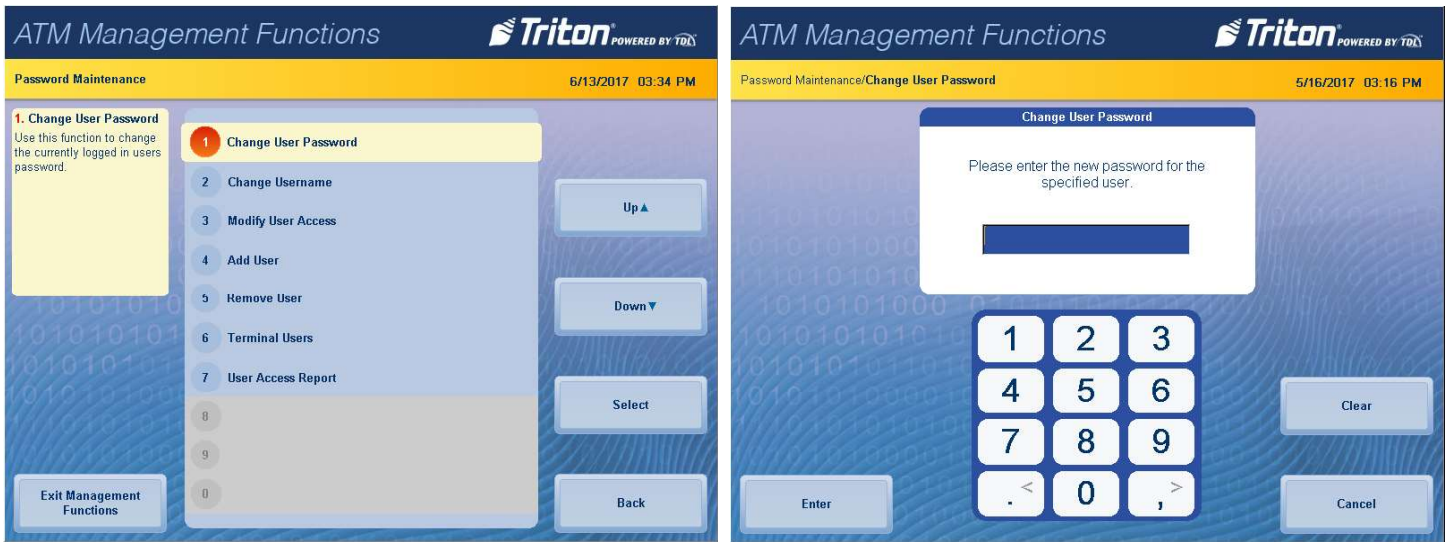 ATM Management Functions
Triton® POWERED BY TDL
Password Maintenance
6/13/2017 03:34 PM
1. Change User Password
Use this function to change
the currently logged in users
password.
1 Change User Password
2 Change Username
3 Modify User Access
4 Add User
5 Remove User
6 Terminal Users
7 User Access Report
8
9
0
Up▲
Down▼
Select
Back
Exit Management
Functions
ATM Management Functions
Triton® POWERED BY TDL
Password Maintenance/Change User Password
5/16/2017 03:16 PM
Change User Password
Please enter the new password for the
specified user.
1 2 3
4 5 6
7 8 9
. < 0 , >
Clear
Enter
Cancel